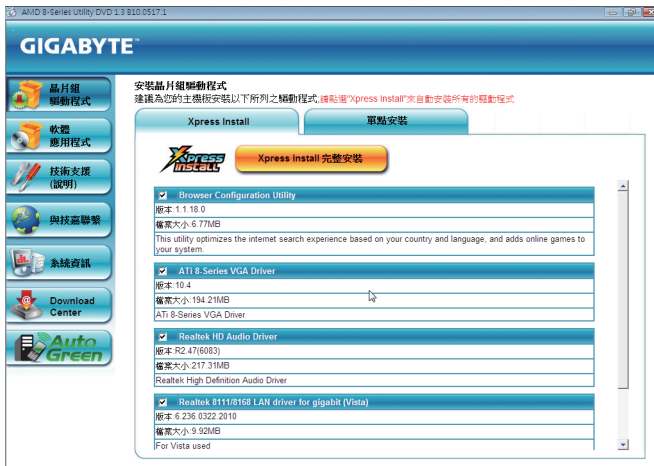 AMD 8-Series Utility DVD 1.3 B10.0517.1
GIGABYTE™
晶片組
驅動程式
軟體
應用程式
技術支援
(說明)
與技嘉聯繫
系統資訊
Download
Center
Auto
Green
安裝晶片組驅動程式
建議為您的主機板安裝以下所列之驅動程式;請點選"Xpress Install"來自動安裝所有的驅動程式
Xpress Install
單點安裝
Xpress
INSTALL
Xpress Install 完整安裝
Browser Configuration Utility
版本:1.1.18.0
檔案大小:6.77MB
This utility optimizes the internet search experience based on your country and language, and adds online games to
your system.
ATi 8-Series VGA Driver
版本:10.4
檔案大小:194.21MB
ATi 8-Series VGA Driver
Realtek HD Audio Driver
版本:R2.47(6083)
檔案大小:217.31MB
Realtek High Definition Audio Driver
Realtek 8111/8168 LAN driver for gigabit (Vista)
版本:6.236.0322.2010
檔案大小:9.92MB
For Vista used